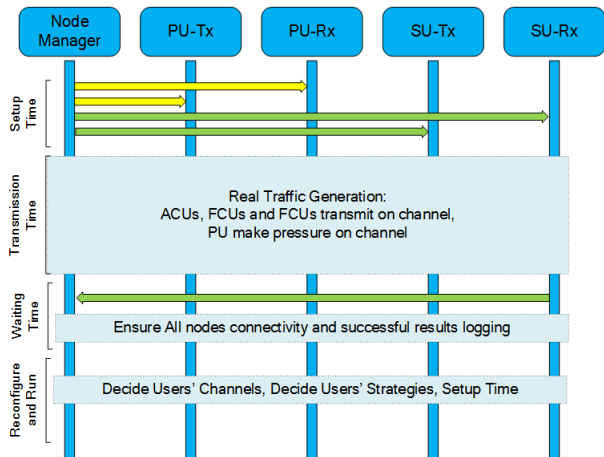 Node
Manager
PU-Tx
PU-Rx
SU-Tx
SU-Rx
Setup
Time
Transmission
Time
Real Traffic Generation:
ACUs, FCUs and FCUs transmit on channel,
PU make pressure on channel
Waiting
Time
Ensure All nodes connectivity and successful results logging
Reconfigure
and Run
Decide Users' Channels, Decide Users' Strategies, Setup Time